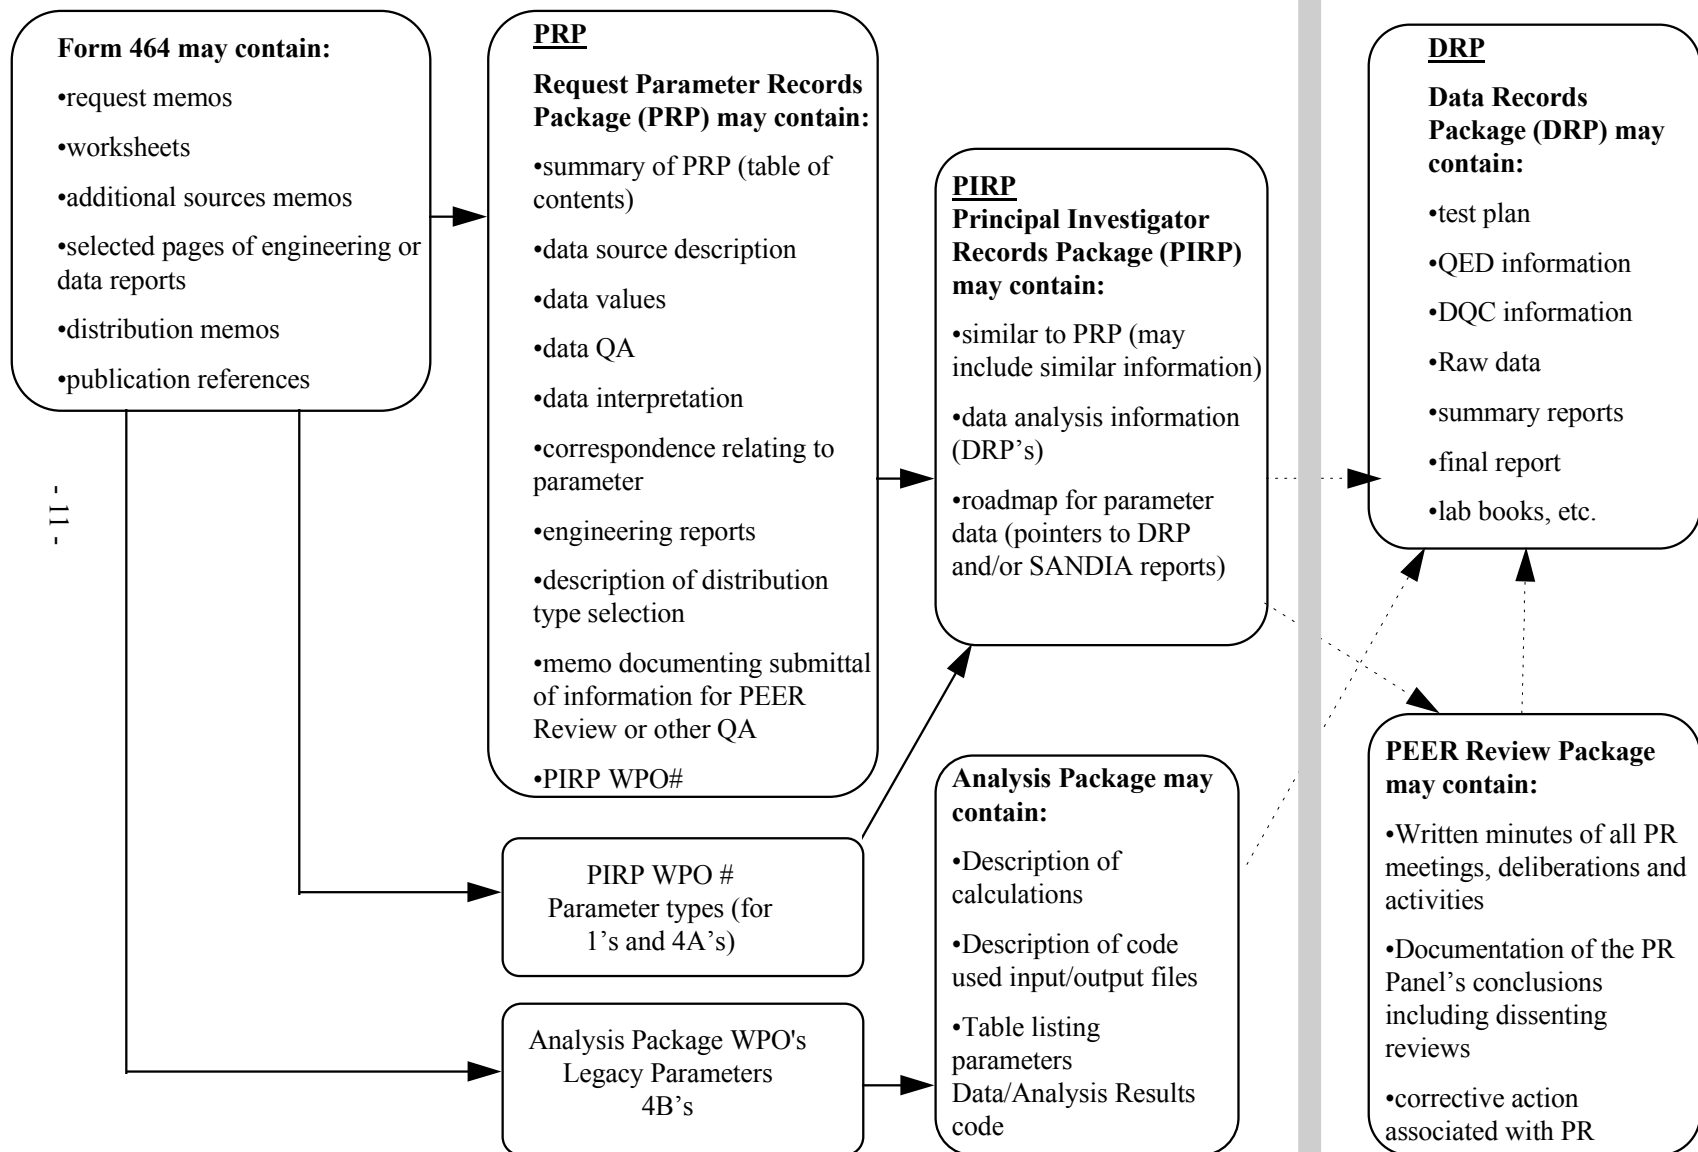 Form 464 may contain:
•request memos
•worksheets
•additional sources memos
•selected pages of engineering or
data reports
•distribution memos
•publication references
PRP
Request Parameter Records
Package (PRP) may contain:
•summary of PRP (table of
contents)
•data source description
•data values
•data QA
•data interpretation
•correspondence relating to
parameter
•engineering reports
•description of distribution
type selection
•memo documenting submittal
of information for PEER
Review or other QA
•PIRP WPO#
PIRP WPO #
Parameter types (for
1’s and 4A’s)
Analysis Package WPO's
Legacy Parameters
4B’s
PIRP
Principal Investigator
Records Package (PIRP)
may contain:
•similar to PRP (may
include similar information)
•data analysis information
(DRP’s)
•roadmap for parameter
data (pointers to DRP
and/or SANDIA reports)
Analysis Package may
contain:
•Description of
calculations
•Description of code
used input/output files
•Table listing
parameters
Data/Analysis Results
code
DRP
Data Records
Package (DRP) may
contain:
•test plan
•QED information
•DQC information
•Raw data
•summary reports
•final report
•lab books, etc.
PEER Review Package
may contain:
•Written minutes of all PR
meetings, deliberations and
activities
•Documentation of the PR
Panel’s conclusions
including dissenting
reviews
•corrective action
associated with PR
- 11 -